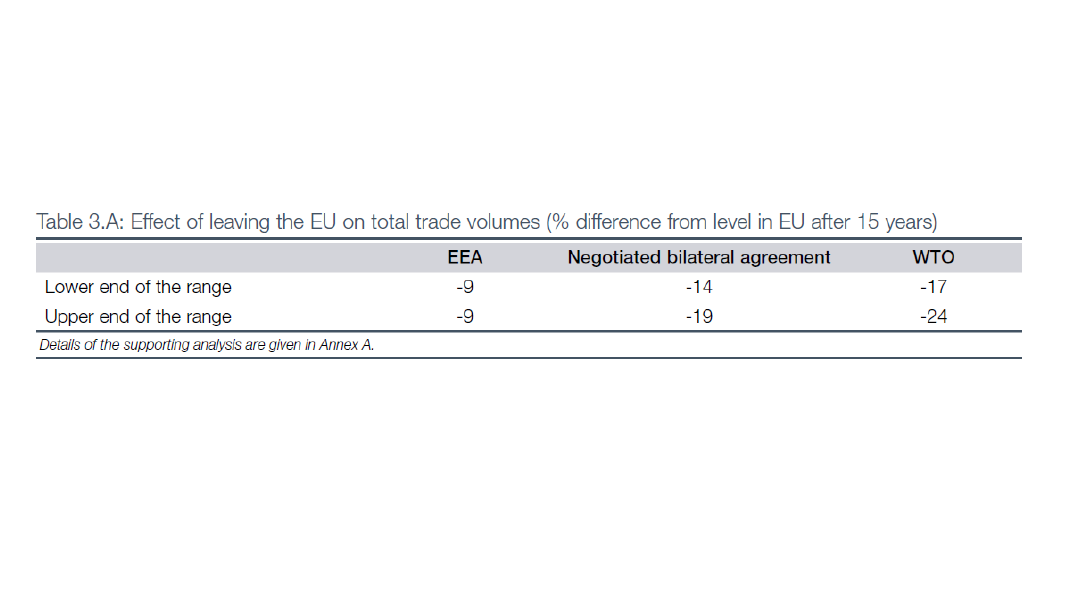 Table 3.A: Effect of leaving the EU on total trade volumes (% difference from level in EU after 15 years)
EEA Negotiated bilateral agreement WTO
Lower end of the range -9 -14 -17
Upper end of the range -9 -19 -24
Details of the supporting analysis are given in Annex A.